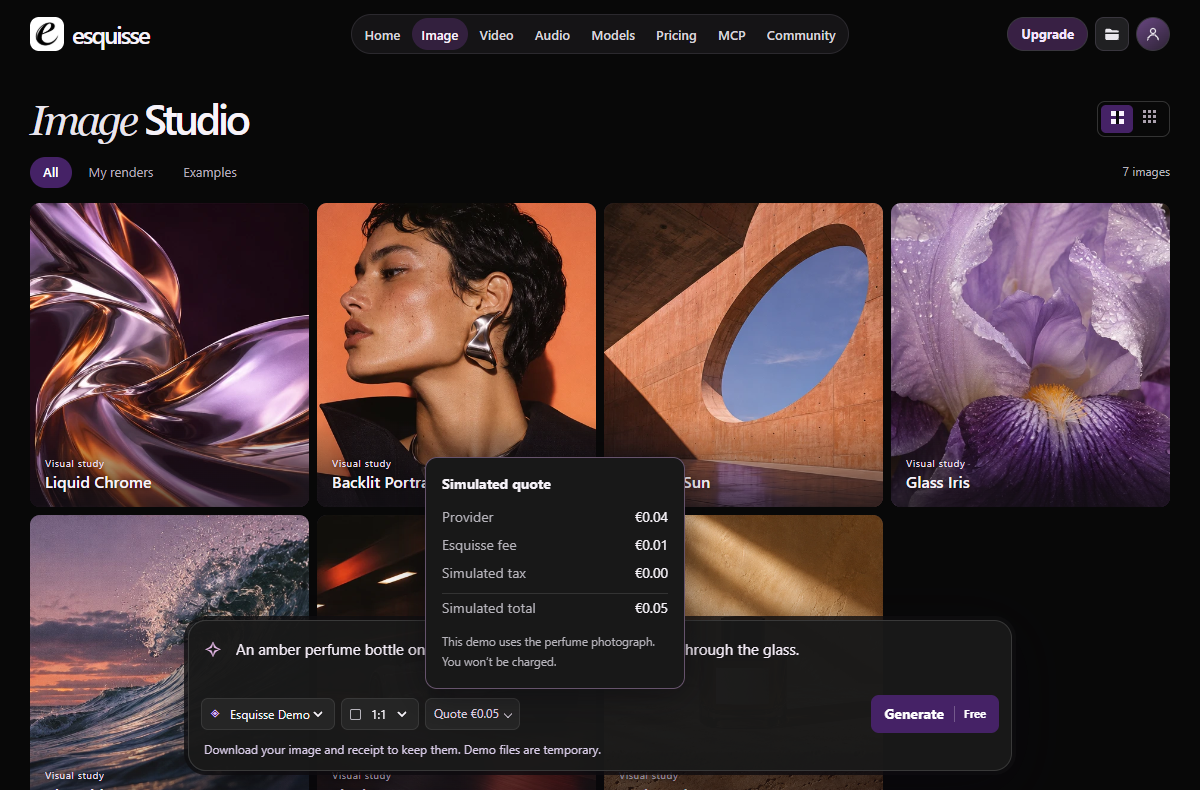 e esquisse
Home Image Video Audio Models Pricing MCP Community
Upgrade
Image Studio
All My renders Examples
7 images
Visual study
Liquid Chrome
Visual study
Backlit Portra
Sun
Visual study
Glass Iris
Simulated quote
Provider €0.04
Esquisse fee €0.01
Simulated tax €0.00
Simulated total €0.05
This demo uses the perfume photograph.
You won't be charged.
An amber perfume bottle on
hrough the glass.
Esquisse Demo 1:1 Quote €0.05
Generate Free
Download your image and receipt to keep them. Demo files are temporary.
Visual study
Visual study
Visual study